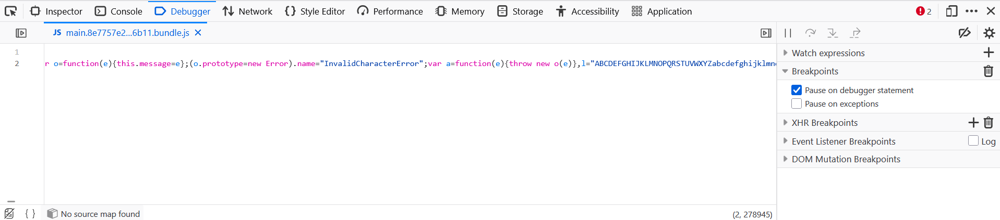 Inspector Console Debugger Network Style Editor Performance Memory Storage Accessibility Application 2
JS main.8e7757e2...6b11.bundle.js
1
2 r o=function(e){this.message=e};(o.prototype=new Error).name="InvalidCharacterError";var a=function(e){throw new o(e)},l="ABCDEFGHIJKLMNOPQRSTUVWXYZabcdefghijklmn
Watch expressions
Breakpoints
Pause on debugger statement
Pause on exceptions
XHR Breakpoints
Event Listener Breakpoints Log
DOM Mutation Breakpoints
{ } No source map found (2, 278945)